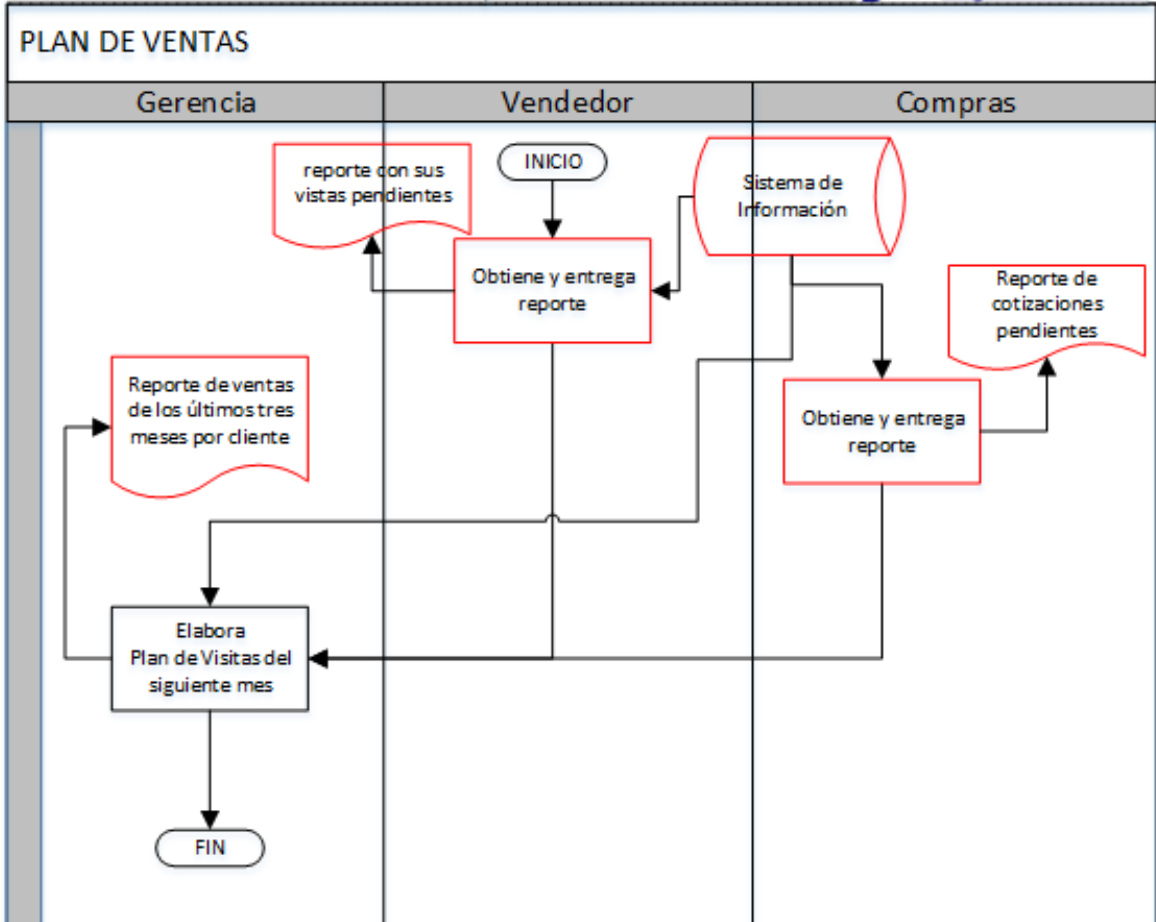 PLAN DE VENTAS
Gerencia
Vendedor
Compras
reporte con sus
vistas pendientes
INICIO
Sistema de
Información
Obtiene y entrega
reporte
Reporte de
cotizaciones
pendientes
Reporte de ventas
de los últimos tres
meses por cliente
Obtiene y entrega
reporte
Elabora
Plan de Visitas del
siguiente mes
FIN